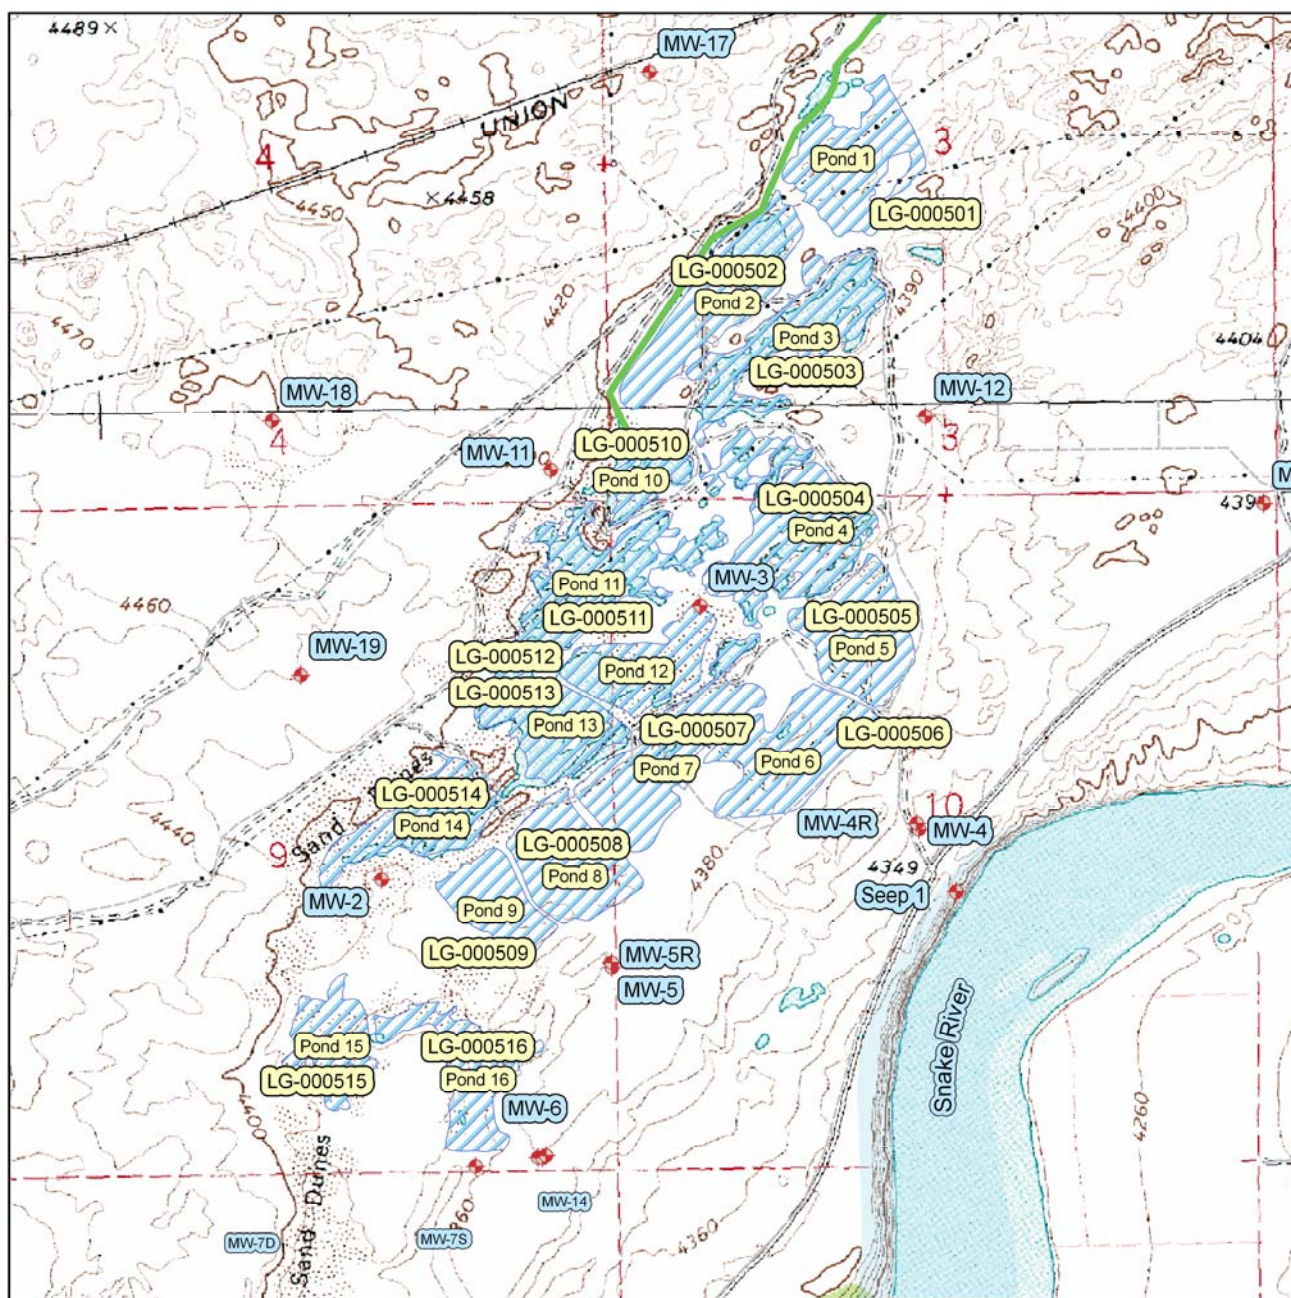 4489
MW-17
UNION
4
3
Pond 1
4450
4458
LG-000501
4400
LG-000502
4390
Pond 2
4420
4470
Pond 3
4404
LG-000503
MW-18
MW-12
4
3
LG-000510
MW-11
Pond 10
M
LG-000504
439
Pond 4
Pond 11
MW-3
4460
LG-000511
LG-000505
MW-19
LG-000512
Pond 5
Pond 12
LG-000513
Pond 13
LG-000507
LG-000506
Pond 7
Pond 6
LG-000514
10
4440
Pond 14
MW-4R
MW-4
Sand Dunes
9
LG-000508
4380
4349
Pond 8
MW-2
Seep 1
Pond 9
LG-000509
MW-5R
MW-5
Pond 15
LG-000516
Snake River
LG-000515
Pond 16
MW-6
4400
4260
Sand Dunes
MW-14
MW-7D
MW-7S
4360
4360